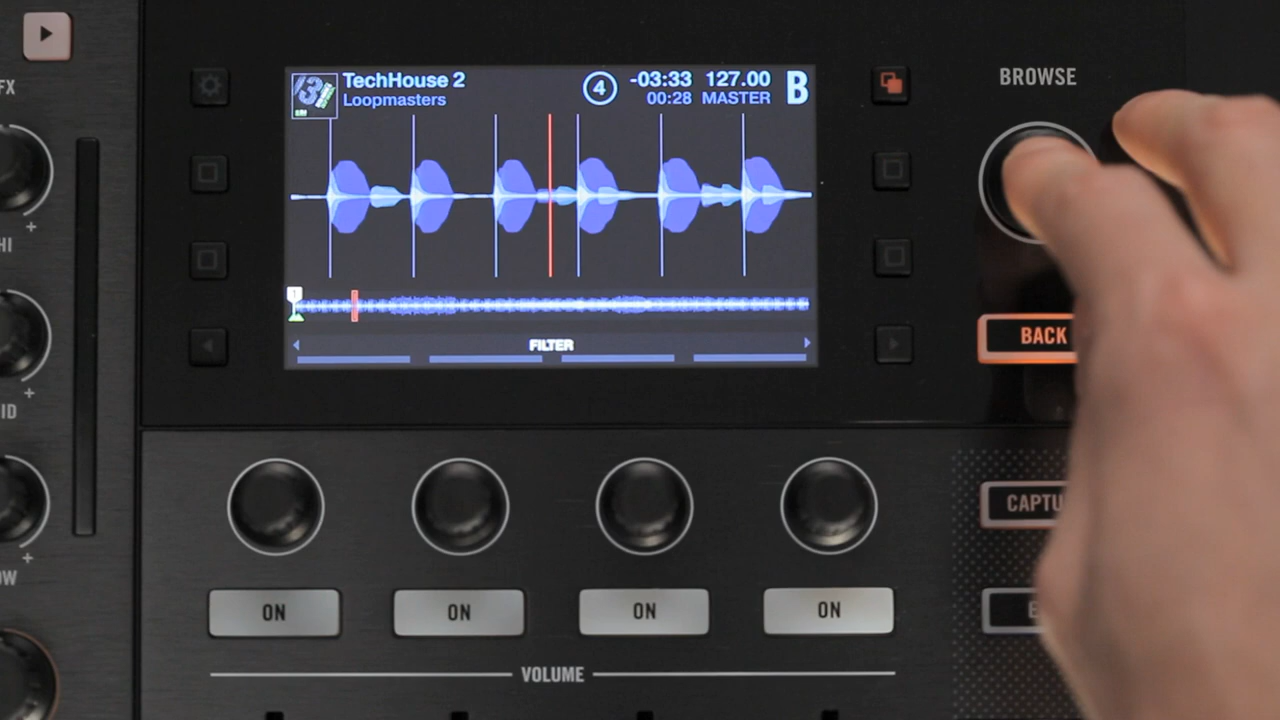 FX
TechHouse 2
Loopmasters
4
-03:33 127.00
00:28 MASTER
B
BROWSE
HI
1
FILTER
BACK
ID
CAPTU
OW
ON
ON
ON
ON
E
VOLUME